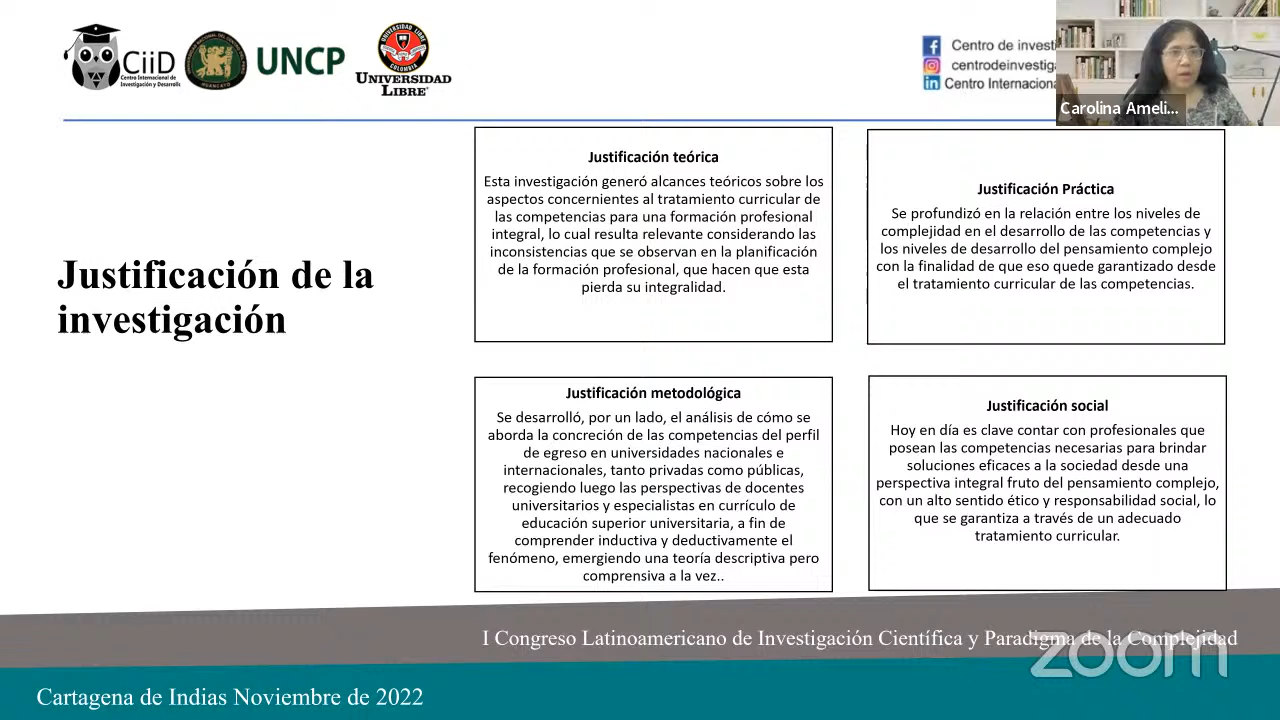 CiiD
Centro Internacional de
Investigación y Desarrollo
UNCP
UNIVERSIDAD LIBRE
COLOMBIA
UNIVERSIDAD
LIBRE
Centro de investi
centrodeinvestiga
Centro Internaciona
Carolina Ameli...
Justificación de la
investigación
Justificación teórica
Esta investigación generó alcances teóricos sobre los
aspectos concernientes al tratamiento curricular de
las competencias para una formación profesional
integral, lo cual resulta relevante considerando las
inconsistencias que se observan en la planificación
de la formación profesional, que hacen que esta
pierda su integralidad.
Justificación Práctica
Se profundizó en la relación entre los niveles de
complejidad en el desarrollo de las competencias y
los niveles de desarrollo del pensamiento complejo
con la finalidad de que eso quede garantizado desde
el tratamiento curricular de las competencias.
Justificación metodológica
Se desarrolló, por un lado, el análisis de cómo se
aborda la concreción de las competencias del perfil
de egreso en universidades nacionales e
internacionales, tanto privadas como públicas,
recogiendo luego las perspectivas de docentes
universitarios y especialistas en currículo de
educación superior universitaria, a fin de
comprender inductiva y deductivamente el
fenómeno, emergiendo una teoría descriptiva pero
comprensiva a la vez..
Justificación social
Hoy en día es clave contar con profesionales que
posean las competencias necesarias para brindar
soluciones eficaces a la sociedad desde una
perspectiva integral fruto del pensamiento complejo,
con un alto sentido ético y responsabilidad social, lo
que se garantiza a través de un adecuado
tratamiento curricular.
I Congreso Latinoamericano de Investigación Científica y Paradigma de la Complejidad
zoom
Cartagena de Indias Noviembre de 2022